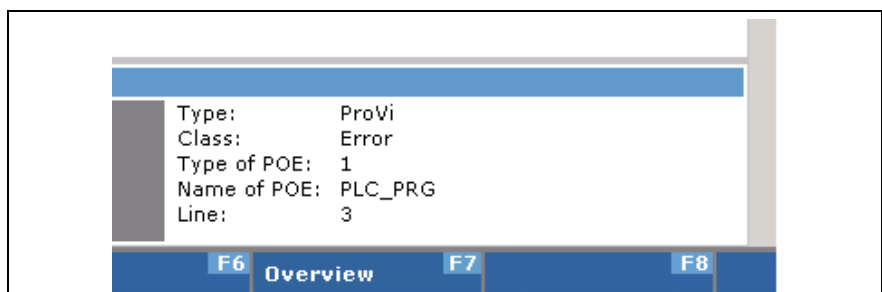 Type: ProVi
Class: Error
Type of POE: 1
Name of POE: PLC_PRG
Line: 3
F6 Overview F7 F8